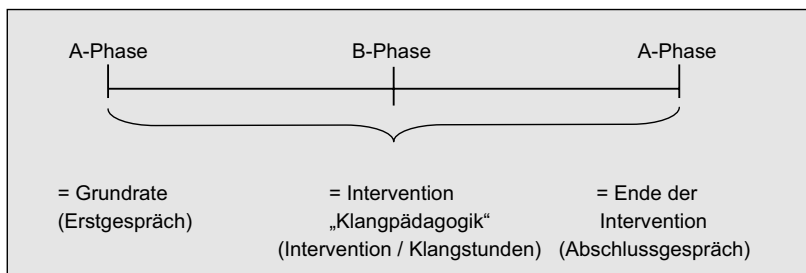 A-Phase B-Phase A-Phase
= Grundrate = Intervention = Ende der
(Erstgespräch) „Klangpädagogik“ Intervention
(Intervention / Klangstunden) (Abschlussgespräch)